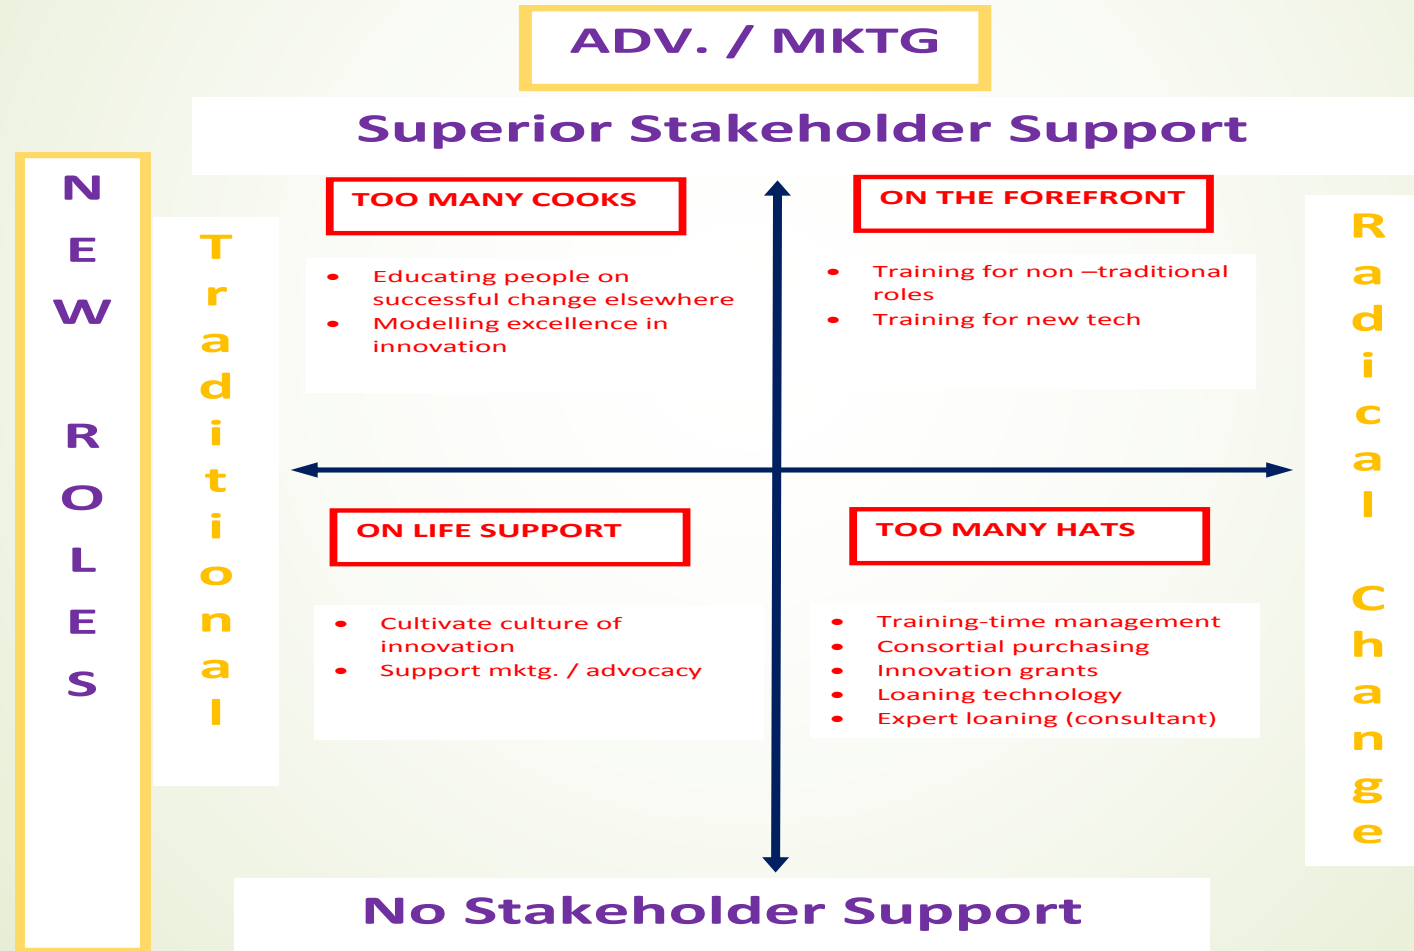 ADV. / MKTG
Superior Stakeholder Support
NEW ROLES
Traditional
TOO MANY COOKS
• Educating people on
successful change elsewhere
• Modelling excellence in
innovation
ON THE FOREFRONT
• Training for non –traditional
roles
• Training for new tech
Radical Change
ON LIFE SUPPORT
• Cultivate culture of
innovation
• Support mktg. / advocacy
TOO MANY HATS
• Training-time management
• Consortial purchasing
• Innovation grants
• Loaning technology
• Expert loaning (consultant)
No Stakeholder Support